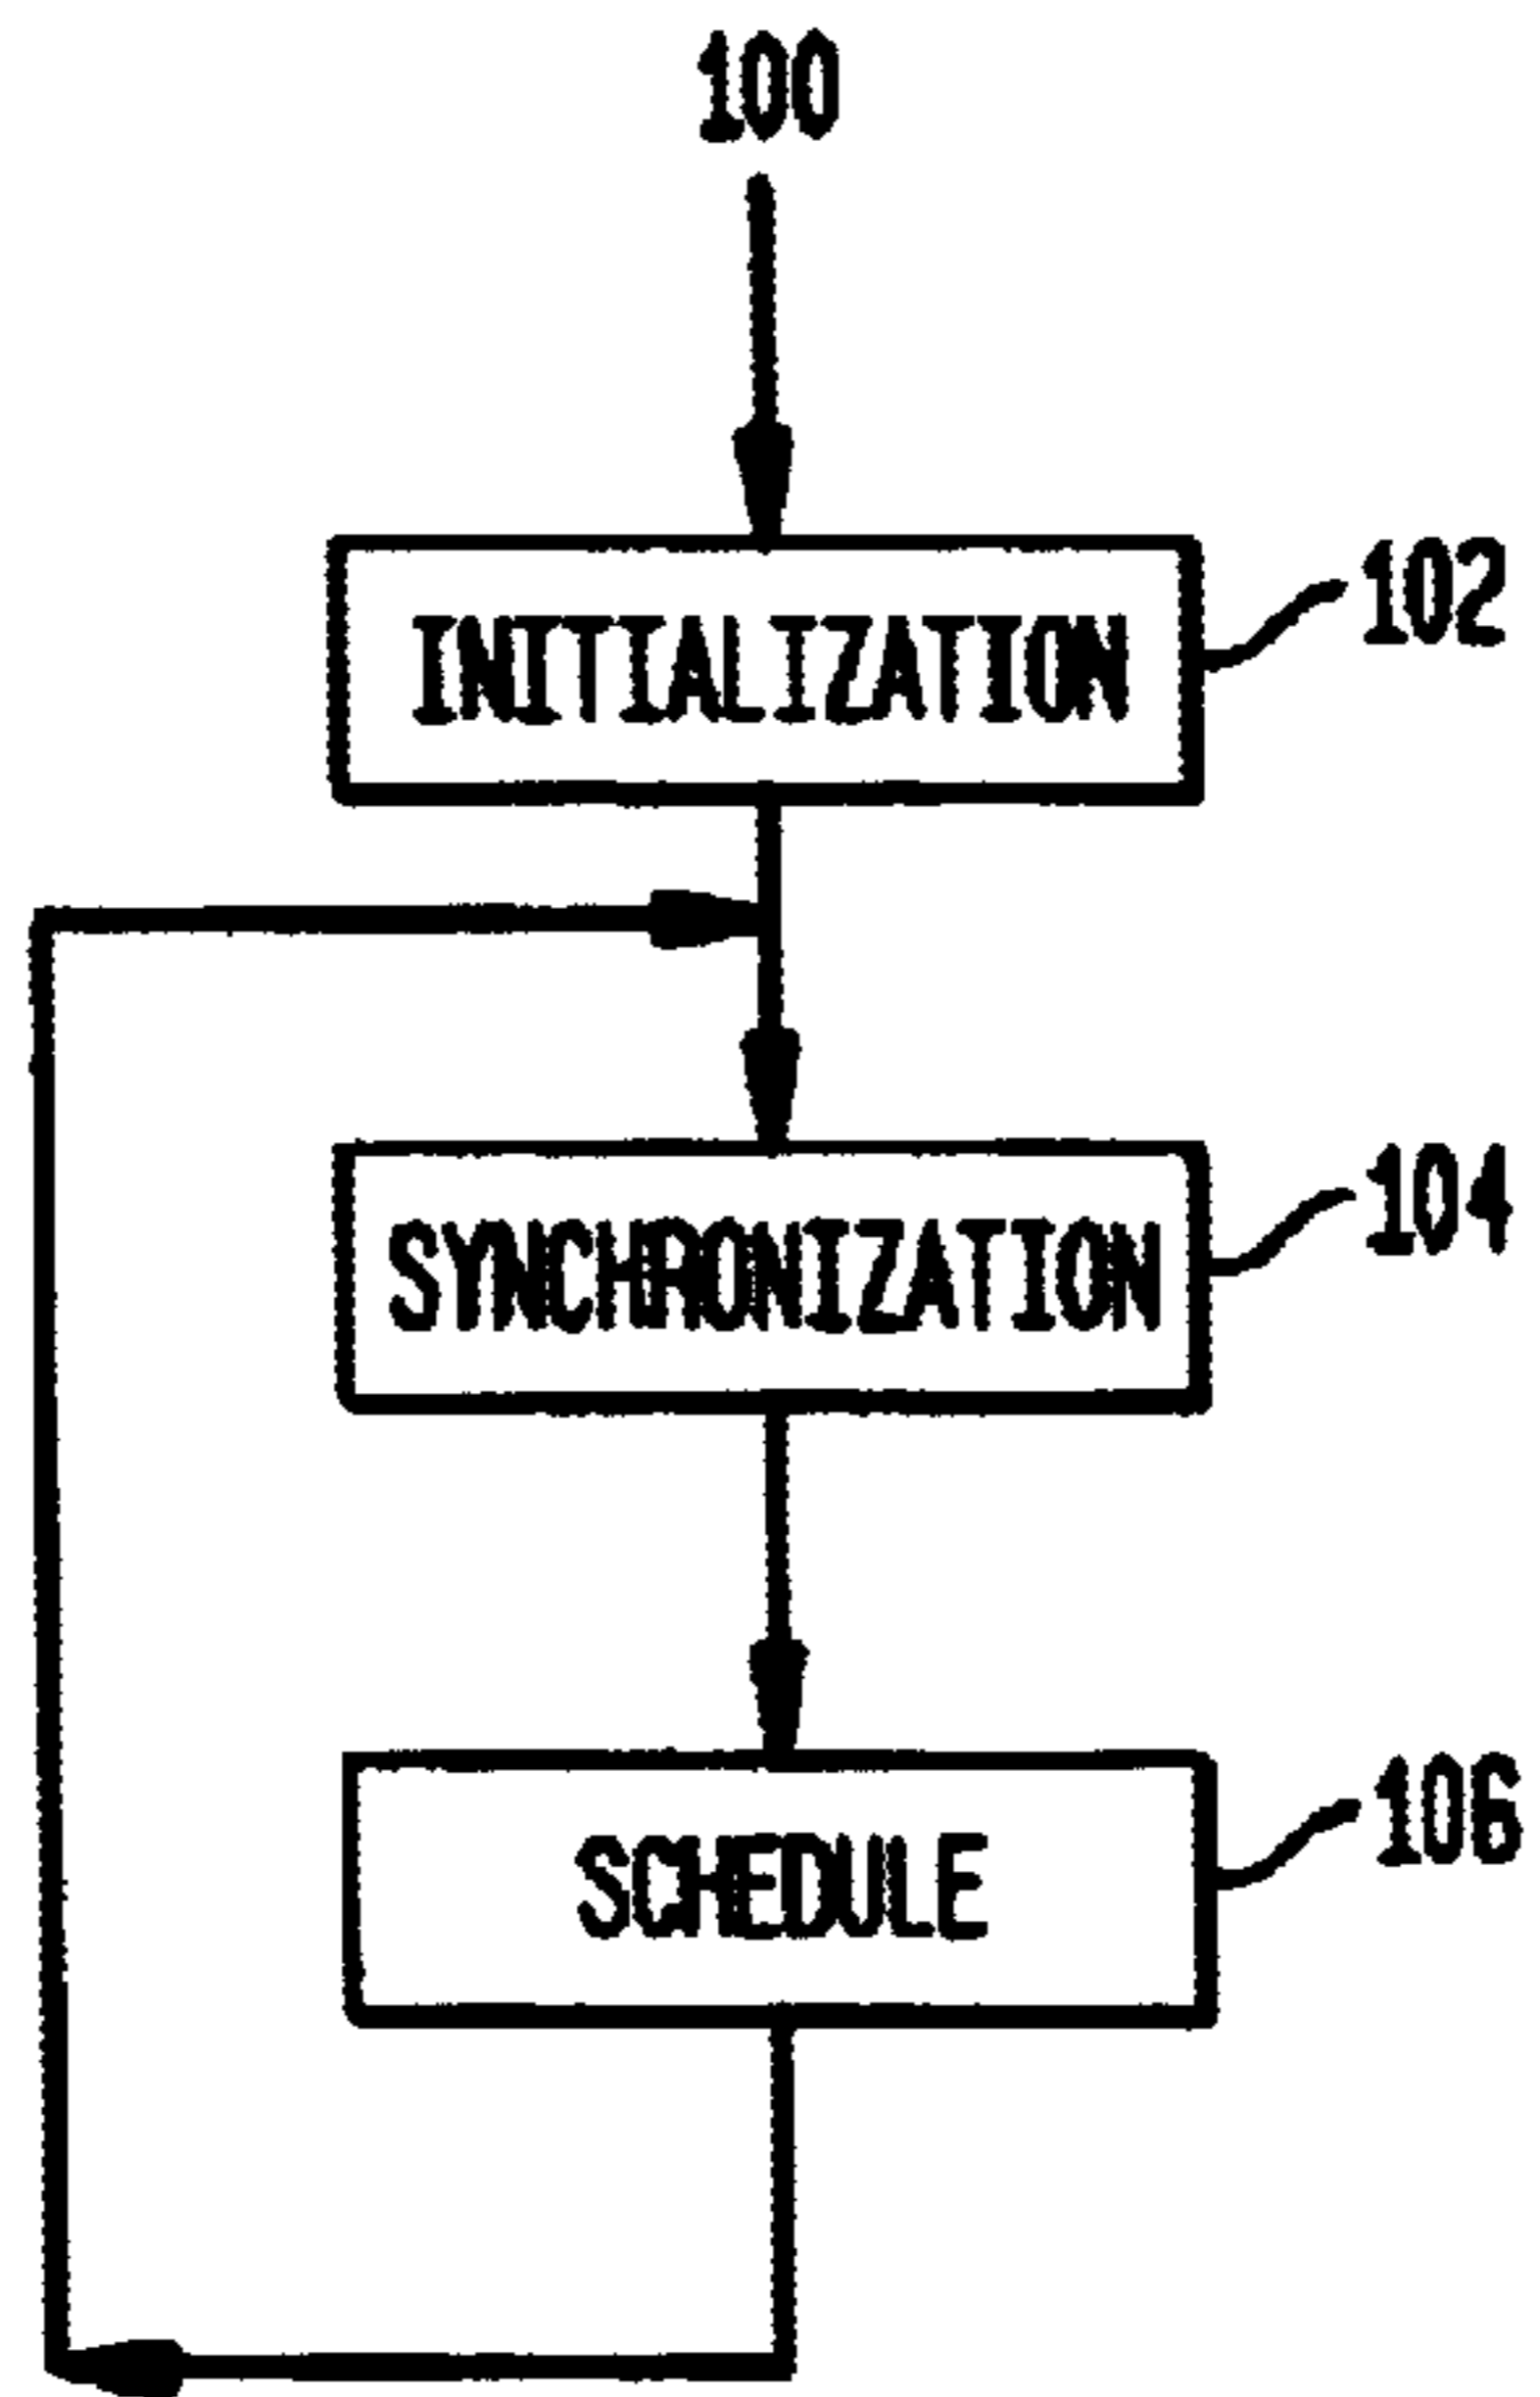 100
INITIALIZATION
102
SYNCHRONIZATION
104
SCHEDULE
106